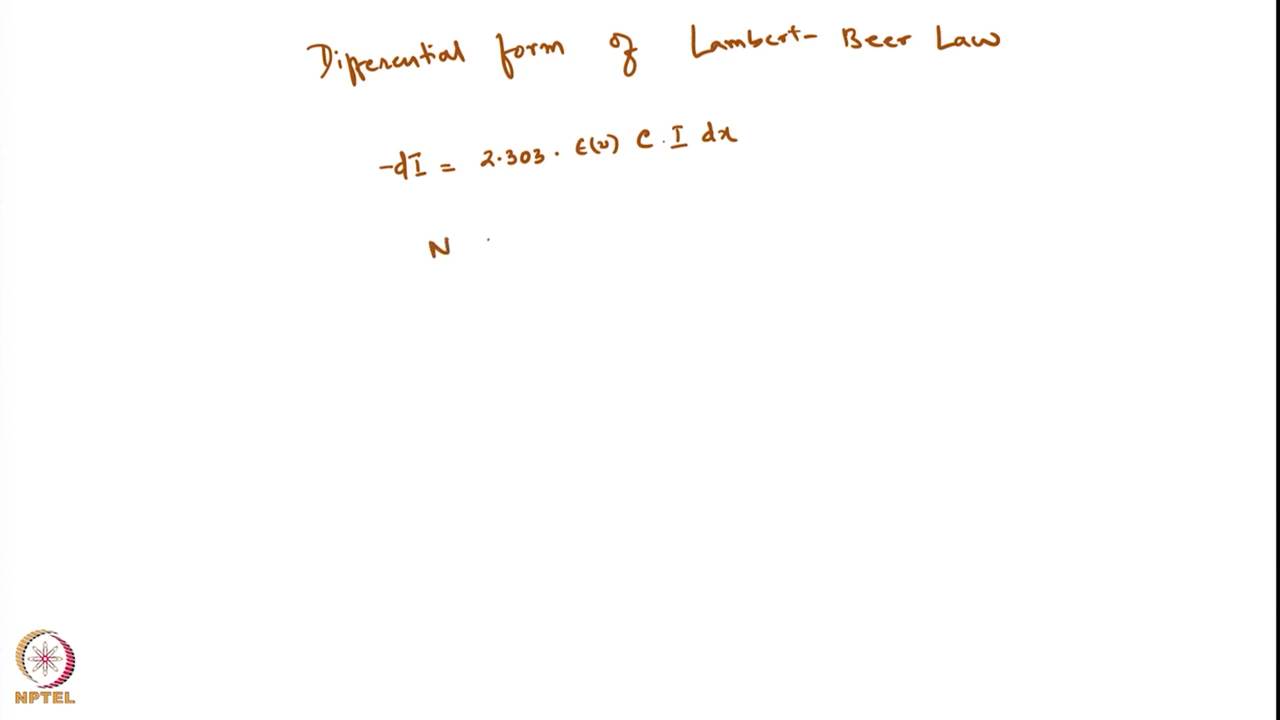 Differential form of Lambert- Beer Law
-dI = 2.303 · ε(ν) C . I dx
N
NPTEL